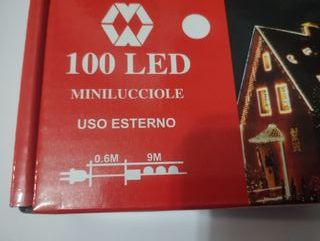 100 LED
MINILUCCIOLE
USO ESTERNO
0.6M 9M